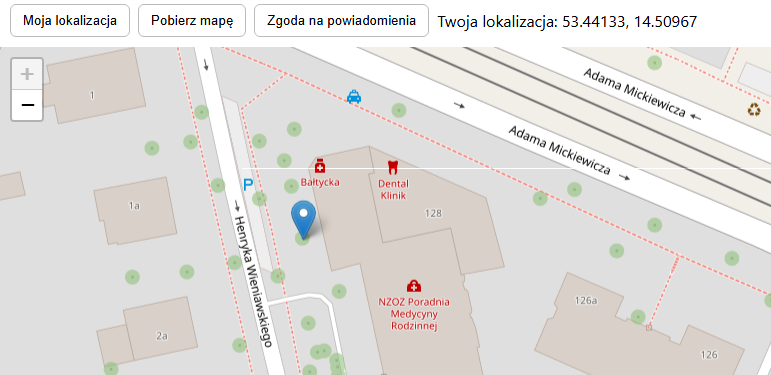 Moja lokalizacja
Pobierz mapę
Zgoda na powiadomienia
Twoja lokalizacja: 53.44133, 14.50967
+
−
1
Adama Mickiewicza
Adama Mickiewicza
P
Bałtycka
Dental
Klinik
1a
128
Henryka Wieniawskiego
NZOZ Poradnia
Medycyny
Rodzinnej
126a
2a
126